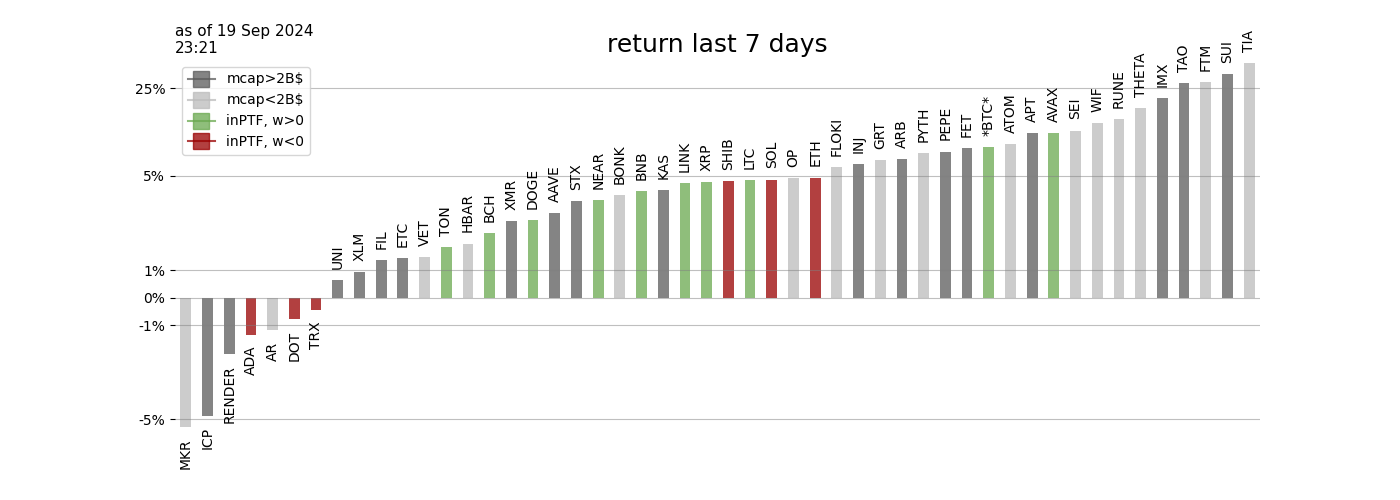 as of 19 Sep 2024
23:21
return last 7 days
mcap>2B$
mcap<2B$
inPTF, w>0
inPTF, w<0
25%
5%
1%
0%
-1%
-5%
MKR
ICP
RENDER
ADA
AR
DOT
TRX
UNI
XLM
FIL
ETC
VET
TON
HBAR
BCH
XMR
DOGE
AAVE
STX
NEAR
BONK
BNB
KAS
LINK
XRP
SHIB
LTC
SOL
OP
ETH
FLOKI
INJ
GRT
ARB
PYTH
PEPE
FET
*BTC*
ATOM
APT
AVAX
SEI
WIF
RUNE
THETA
IMX
TAO
FTM
SUI
TIA